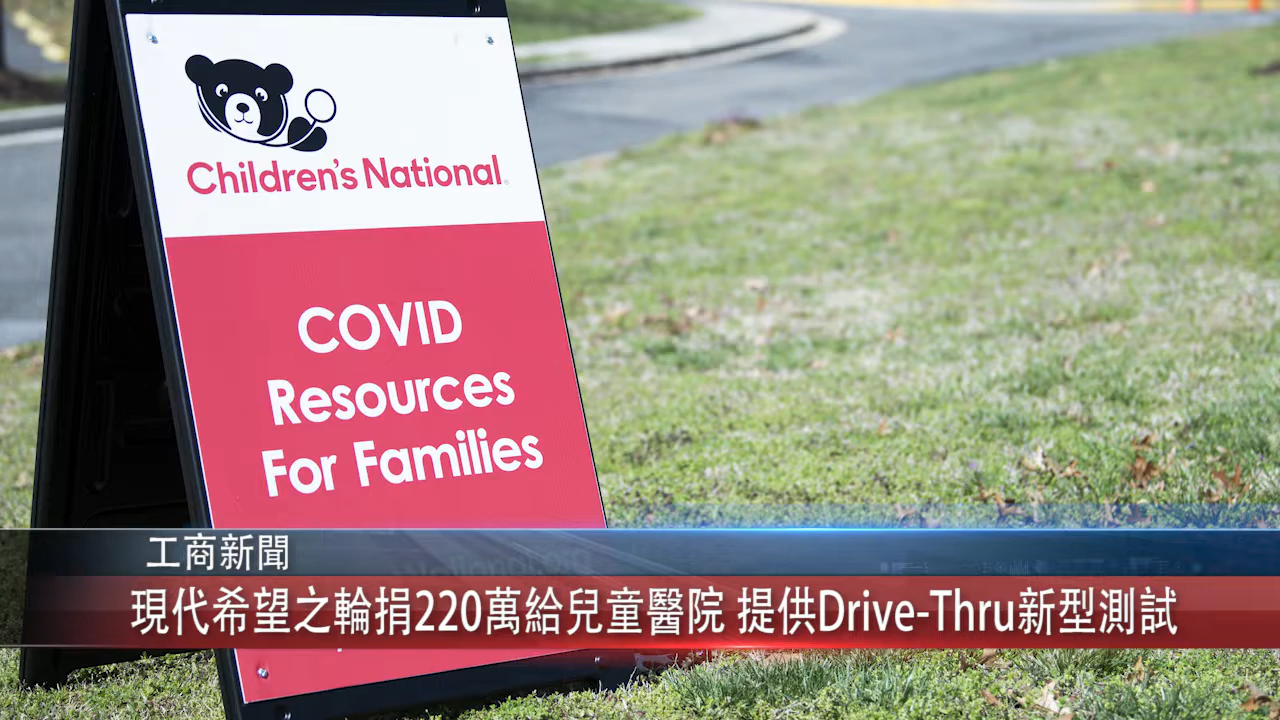 Children's National
COVID
Resources
For Families
工商新聞
現代希望之輪捐220萬給兒童醫院 提供Drive-Thru新型測試